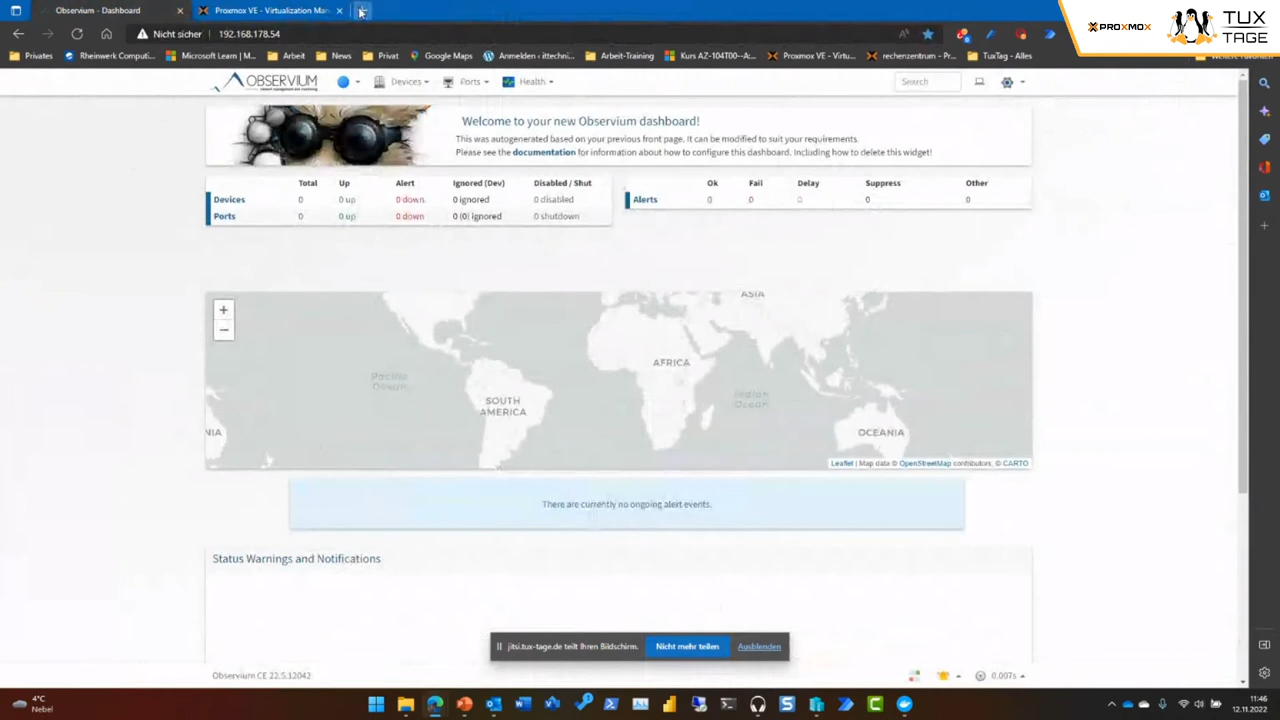 Observium - Dashboard
Proxmox VE - Virtualization Man
Nicht sicher
192.168.178.54
Privates
Rheinwerk Computi...
Microsoft Learn | M...
Arbeit
News
Privat
Google Maps
Anmelden · ittechni...
Arbeit-Training
Kurs AZ-104T00--A...
Proxmox VE - Virtu...
rechenzentrum - Pr...
TuxTag - Alles
PROXMOX
TUX
TAGE
OBSERVIUM
Devices
Ports
Health
Search
Welcome to your new Observium dashboard!
This was autogenerated based on your previous front page. It can be modified to suit your requirements.
Please see the documentation for information about how to configure this dashboard. Including how to delete this widget!
Total Up Alert Ignored (Dev) Disabled / Shut
Devices 0 0 up 0 down 0 ignored 0 disabled
Ports 0 0 up 0 down 0 (0) ignored 0 shutdown
Ok Fail Delay Suppress Other
Alerts 0 0 0 0 0
+
−
ASIA
AFRICA
Pacific
Ocean
Indian
Ocean
SOUTH
AMERICA
NIA
OCEANIA
Leaflet | Map data © OpenStreetMap contributors, © CARTO
There are currently no ongoing alert events.
Status Warnings and Notifications
jitsi.tux-tage.de teilt Ihren Bildschirm.
Nicht mehr teilen
Ausblenden
Observium CE 22.5.12042
0.007s
4°C
Nebel
11:46
12.11.2022